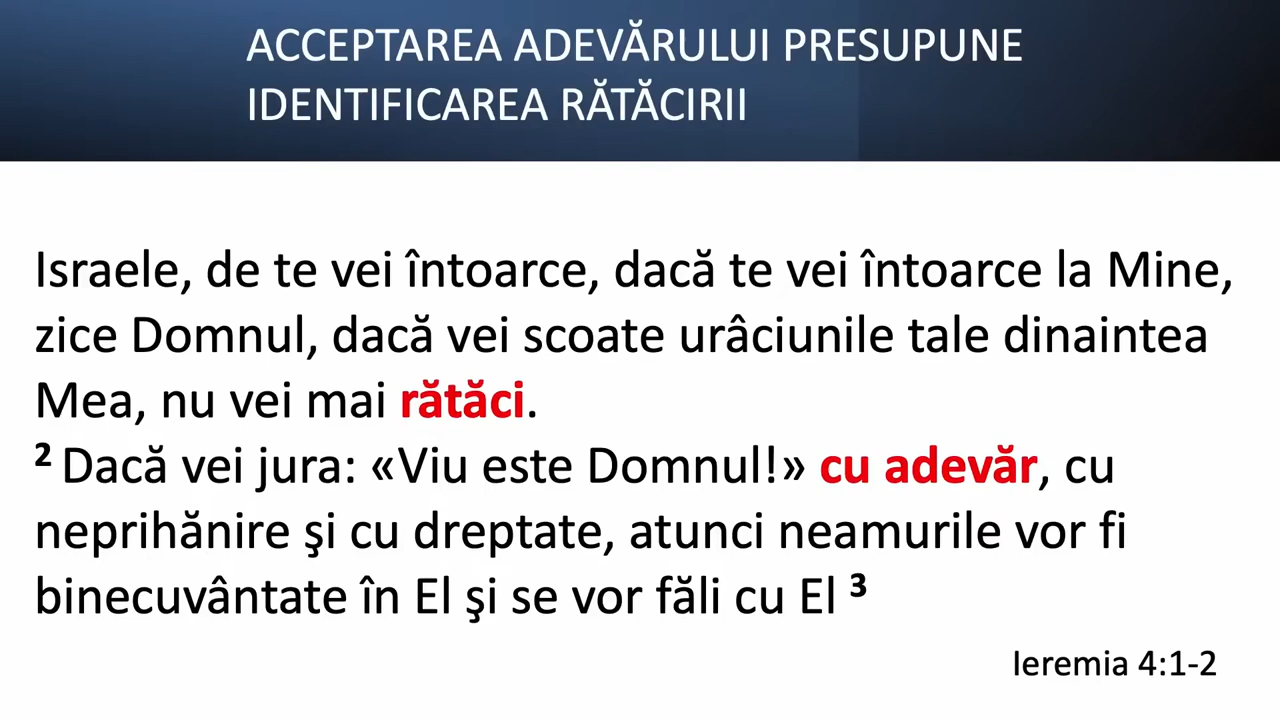 ACCEPTAREA ADEVĂRULUI PRESUPUNE
IDENTIFICAREA RĂTĂCIRII
Israele, de te vei întoarce, dacă te vei întoarce la Mine,
zice Domnul, dacă vei scoate urâciunile tale dinaintea
Mea, nu vei mai rătăci.
² Dacă vei jura: «Viu este Domnul!» cu adevăr, cu
neprihănire şi cu dreptate, atunci neamurile vor fi
binecuvântate în El şi se vor făli cu El ³
Ieremia 4:1-2